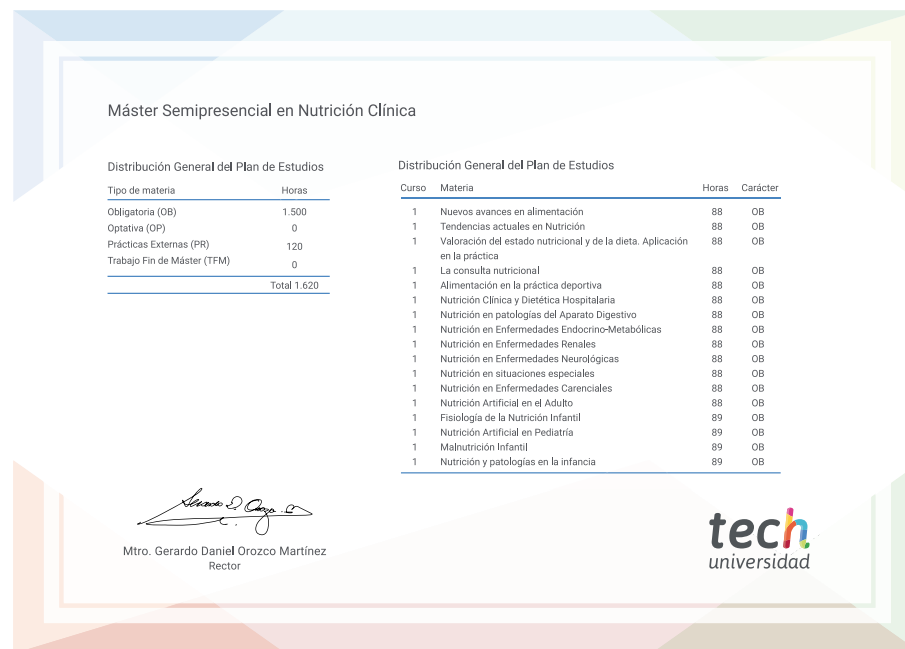 Máster Semipresencial en Nutrición Clínica
Distribución General del Plan de Estudios
Tipo de materia Horas
Obligatoria (OB) 1.500
Optativa (OP) 0
Prácticas Externas (PR) 120
Trabajo Fin de Máster (TFM) 0
Total 1.620
Distribución General del Plan de Estudios
Curso Materia Horas Carácter
1 Nuevos avances en alimentación 88 OB
1 Tendencias actuales en Nutrición 88 OB
1 Valoración del estado nutricional y de la dieta. Aplicación 88 OB
en la práctica
1 La consulta nutricional 88 OB
1 Alimentación en la práctica deportiva 88 OB
1 Nutrición Clínica y Dietética Hospitalaria 88 OB
1 Nutrición en patologías del Aparato Digestivo 88 OB
1 Nutrición en Enfermedades Endocrino-Metabólicas 88 OB
1 Nutrición en Enfermedades Renales 88 OB
1 Nutrición en Enfermedades Neurológicas 88 OB
1 Nutrición en situaciones especiales 88 OB
1 Nutrición en Enfermedades Carenciales 88 OB
1 Nutrición Artificial en el Adulto 88 OB
1 Fisiología de la Nutrición Infantil 89 OB
1 Nutrición Artificial en Pediatría 89 OB
1 Malnutrición Infantil 89 OB
1 Nutrición y patologías en la infancia 89 OB
Mtro. Gerardo Daniel Orozco Martínez
Rector
tech
universidad